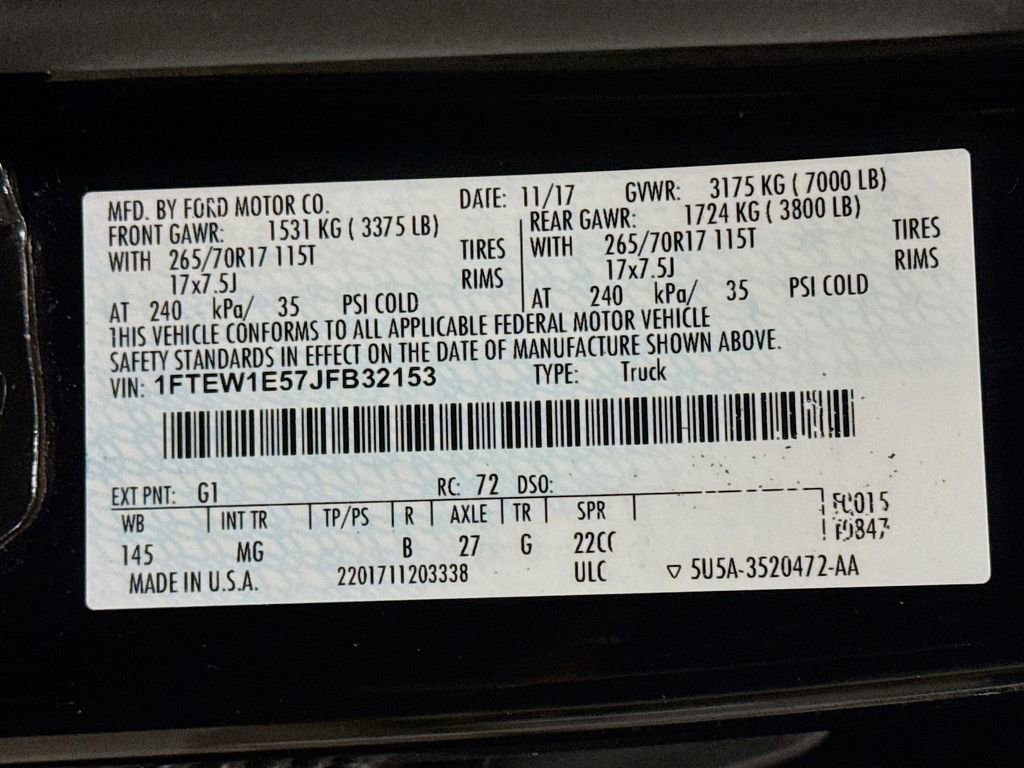 MFD. BY FORD MOTOR CO. DATE: 11/17 GVWR: 3175 KG ( 7000 LB)
FRONT GAWR: 1531 KG ( 3375 LB) REAR GAWR: 1724 KG ( 3800 LB)
WITH 265/70R17 115T TIRES WITH 265/70R17 115T TIRES
17x7.5J RIMS 17x7.5J RIMS
AT 240 kPa/ 35 PSI COLD AT 240 kPa/ 35 PSI COLD
THIS VEHICLE CONFORMS TO ALL APPLICABLE FEDERAL MOTOR VEHICLE
SAFETY STANDARDS IN EFFECT ON THE DATE OF MANUFACTURE SHOWN ABOVE.
VIN: 1FTEW1E57JFB32153 TYPE: Truck
EXT PNT: G1 RC: 72 DSO:
WB INT TR TP/PS R AXLE TR SPR
145 MG B 27 G 22CC
MADE IN U.S.A. 2201711203338 ULC ▽ 5U5A-3520472-AA